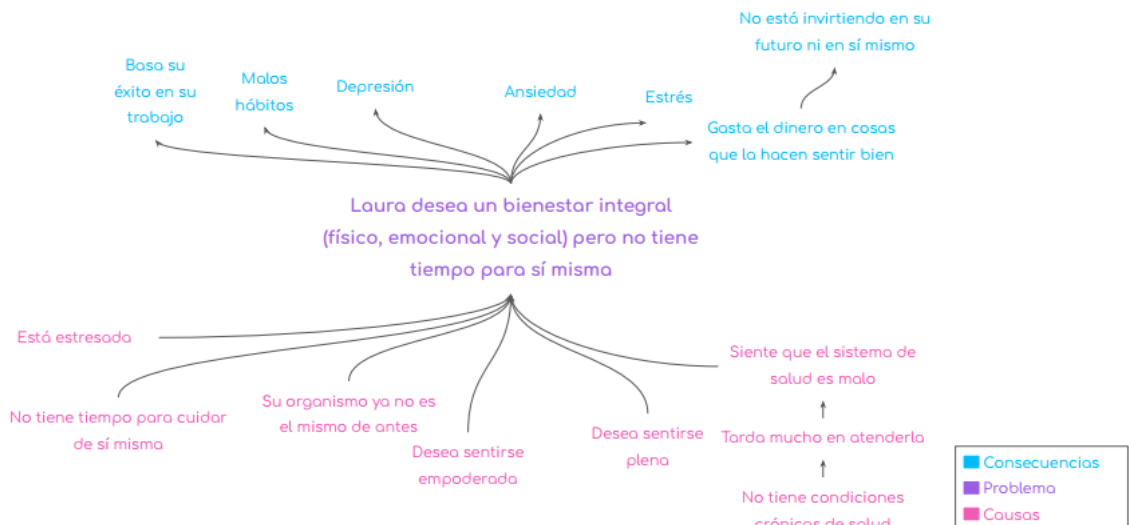 No está invirtiendo en su
futuro ni en sí mismo
Basa su
éxito en su
trabajo
Malos
hábitos
Depresión
Ansiedad
Estrés
Gasta el dinero en cosas
que la hacen sentir bien
Laura desea un bienestar integral
(físico, emocional y social) pero no tiene
tiempo para sí misma
Está estresada
No tiene tiempo para cuidar
de sí misma
Su organismo ya no es
el mismo de antes
Desea sentirse
empoderada
Desea sentirse
plena
Siente que el sistema de
salud es malo
Tarda mucho en atenderla
No tiene condiciones
crónicas de salud
Consecuencias
Problema
Causas